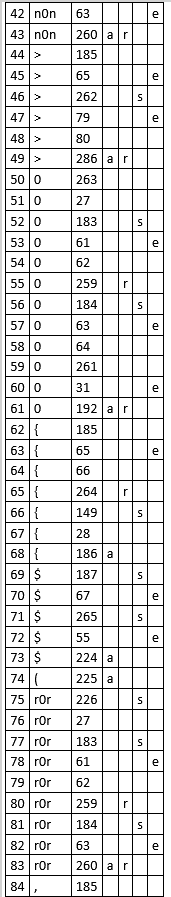 42 n0n 63 e
43 n0n 260 a r
44 > 185
45 > 65 e
46 > 262 s
47 > 79 e
48 > 80
49 > 286 a r
50 0 263
51 0 27
52 0 183 s
53 0 61 e
54 0 62
55 0 259 r
56 0 184 s
57 0 63 e
58 0 64
59 0 261
60 0 31 e
61 0 192 a r
62 { 185
63 { 65 e
64 { 66
65 { 264 r
66 { 149 s
67 { 28
68 { 186 a
69 $ 187 s
70 $ 67 e
71 $ 265 s
72 $ 55 e
73 $ 224 a
74 ( 225 a
75 r0r 226 s
76 r0r 27
77 r0r 183 s
78 r0r 61 e
79 r0r 62
80 r0r 259 r
81 r0r 184 s
82 r0r 63 e
83 r0r 260 a r
84 , 185